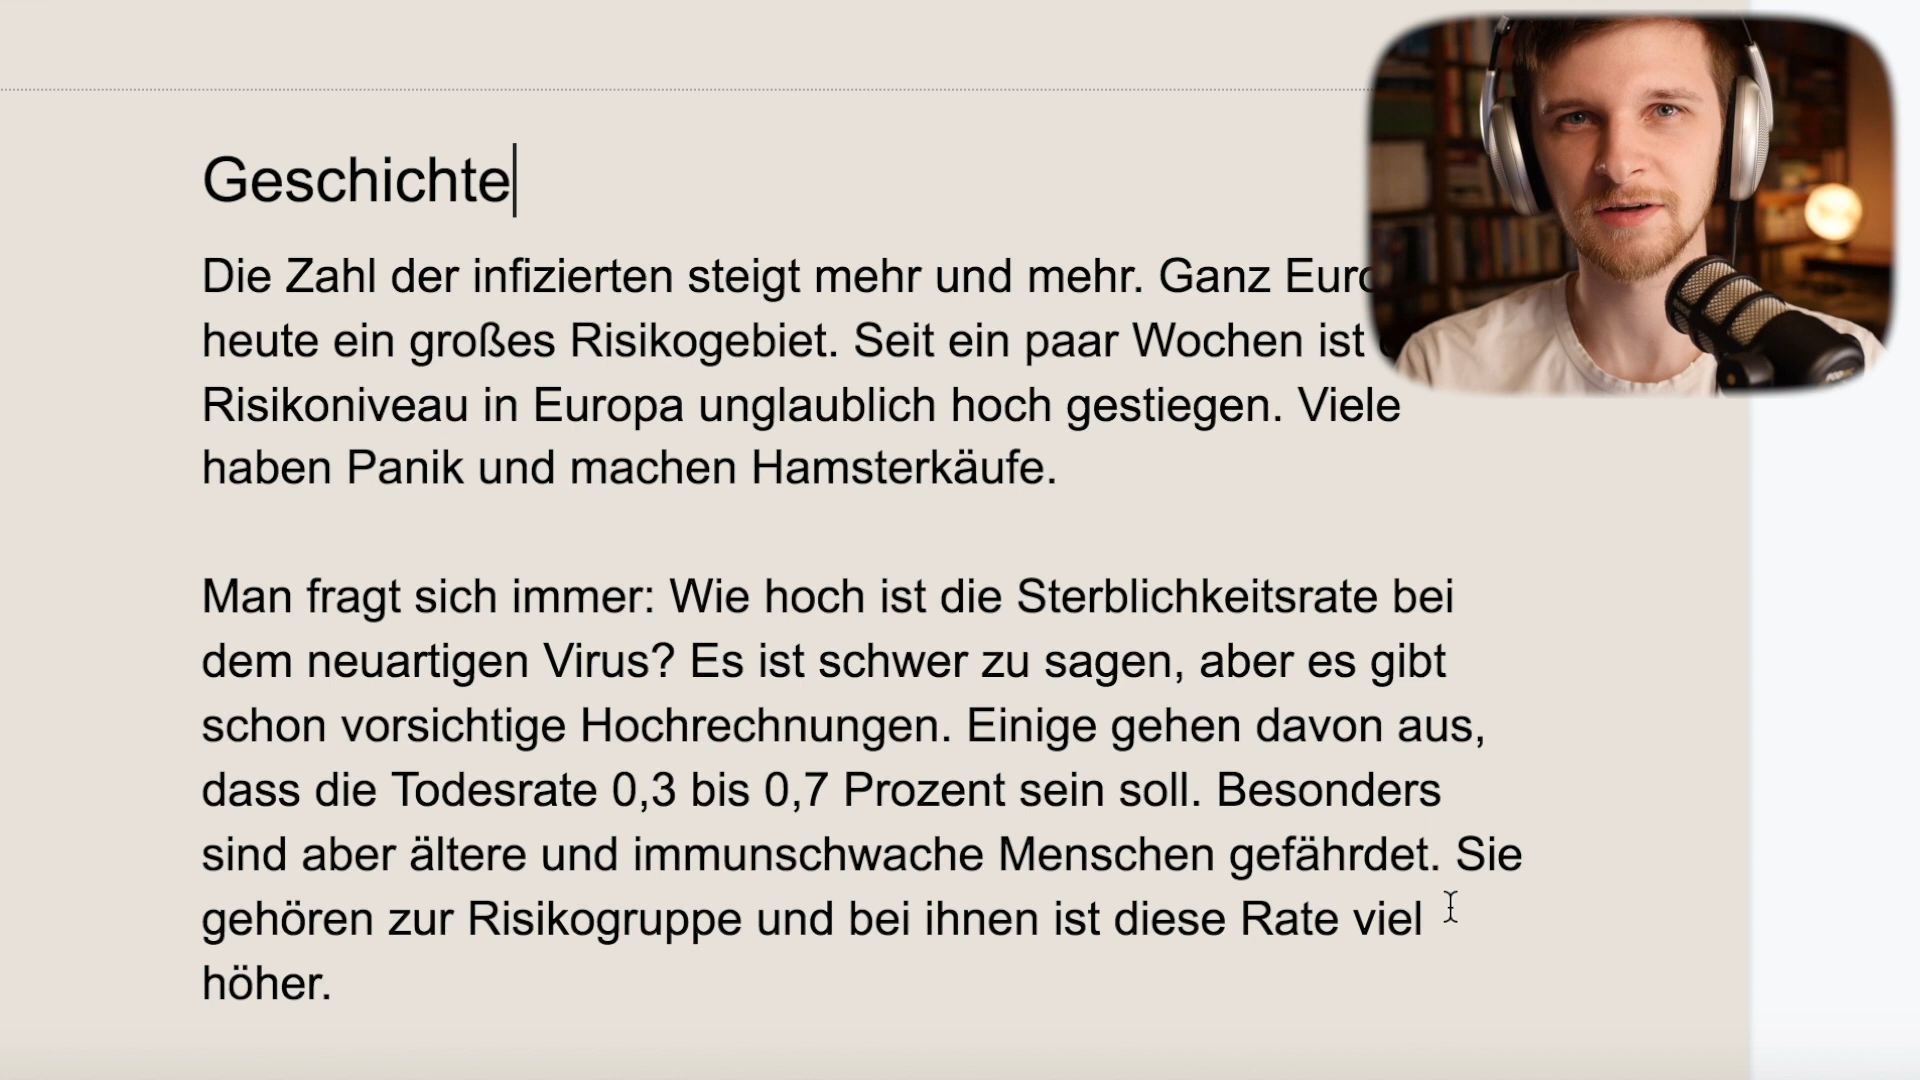 Geschichte
Die Zahl der infizierten steigt mehr und mehr. Ganz
heute ein großes Risikogebiet. Seit ein paar Wochen ist
Risikoniveau in Europa unglaublich hoch gestiegen. Viele
haben Panik und machen Hamsterkäufe.
Man fragt sich immer: Wie hoch ist die Sterblichkeitsrate bei
dem neuartigen Virus? Es ist schwer zu sagen, aber es gibt
schon vorsichtige Hochrechnungen. Einige gehen davon aus,
dass die Todesrate 0,3 bis 0,7 Prozent sein soll. Besonders
sind aber ältere und immunschwache Menschen gefährdet. Sie
gehören zur Risikogruppe und bei ihnen ist diese Rate viel
höher.